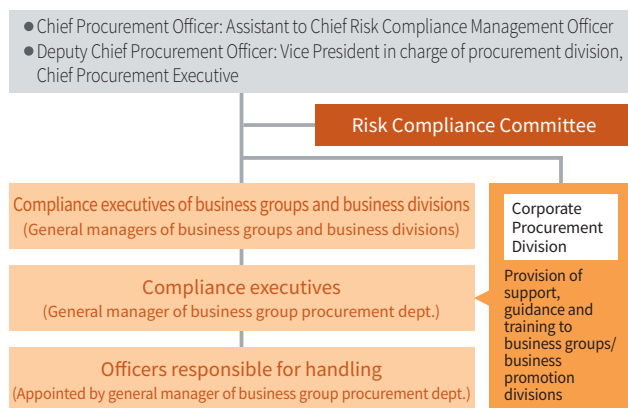 ● Chief Procurement Officer: Assistant to Chief Risk Compliance Management Officer
● Deputy Chief Procurement Officer: Vice President in charge of procurement division,
Chief Procurement Executive
Risk Compliance Committee
Compliance executives of business groups and business divisions
(General managers of business groups and business divisions)
Compliance executives
(General manager of business group procurement dept.)
Officers responsible for handling
(Appointed by general manager of business group procurement dept.)
Corporate
Procurement
Division
Provision of
support,
guidance and
training to
business groups/
business
promotion
divisions